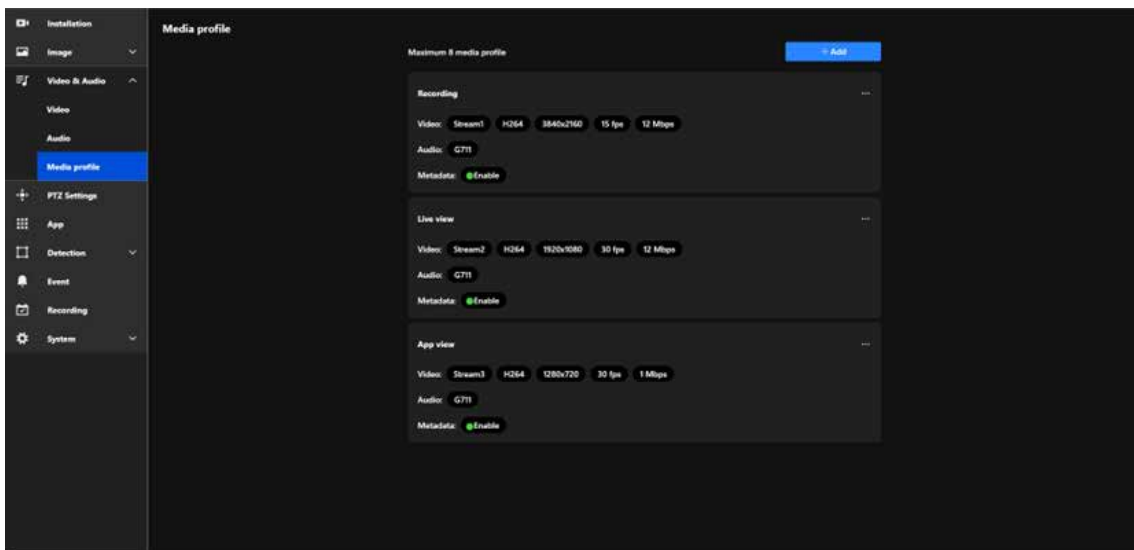 Installation
Image
Video & Audio
Video
Audio
Media profile
PTZ Settings
App
Detection
Event
Recording
System
Media profile
Maximum 8 media profile
+ Add
Recording
...
Video: Stream1 H264 3840x2160 15 fps 12 Mbps
Audio: G711
Metadata: Enable
Live view
...
Video: Stream2 H264 1920x1080 30 fps 12 Mbps
Audio: G711
Metadata: Enable
App view
...
Video: Stream3 H264 1280x720 30 fps 1 Mbps
Audio: G711
Metadata: Enable